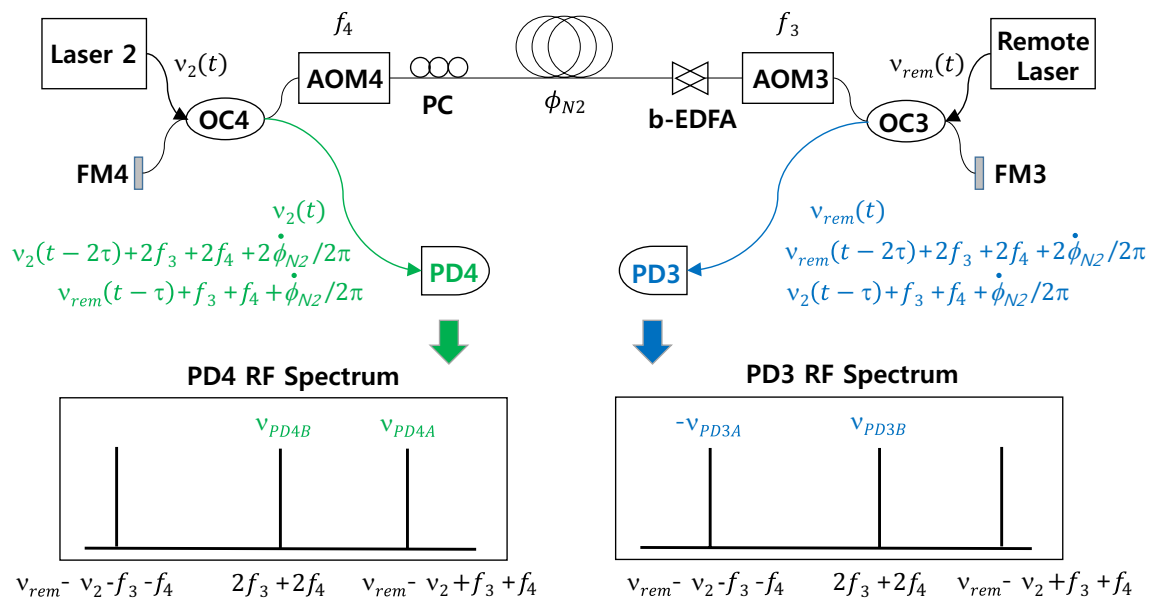 f₄
f₃
Laser 2
Remote
Laser
ν₂(t)
ν_rem(t)
AOM4
AOM3
PC
ϕ_N2
b-EDFA
OC4
OC3
FM4
FM3
ν₂(t)
ν₂(t − 2τ)+2f₃ +2f₄ +2ϕ̇_N2/2π
ν_rem(t − τ)+f₃ +f₄ +ϕ̇_N2/2π
PD4
PD3
ν_rem(t)
ν_rem(t − 2τ)+2f₃ +2f₄ +2ϕ̇_N2/2π
ν₂(t − τ)+f₃ +f₄ +ϕ̇_N2/2π
PD4 RF Spectrum
ν_PD4B
ν_PD4A
ν_rem- ν₂ -f₃ -f₄
2f₃ +2f₄
ν_rem- ν₂ +f₃ +f₄
PD3 RF Spectrum
-ν_PD3A
ν_PD3B
ν_rem- ν₂ -f₃ -f₄
2f₃ +2f₄
ν_rem- ν₂ +f₃ +f₄